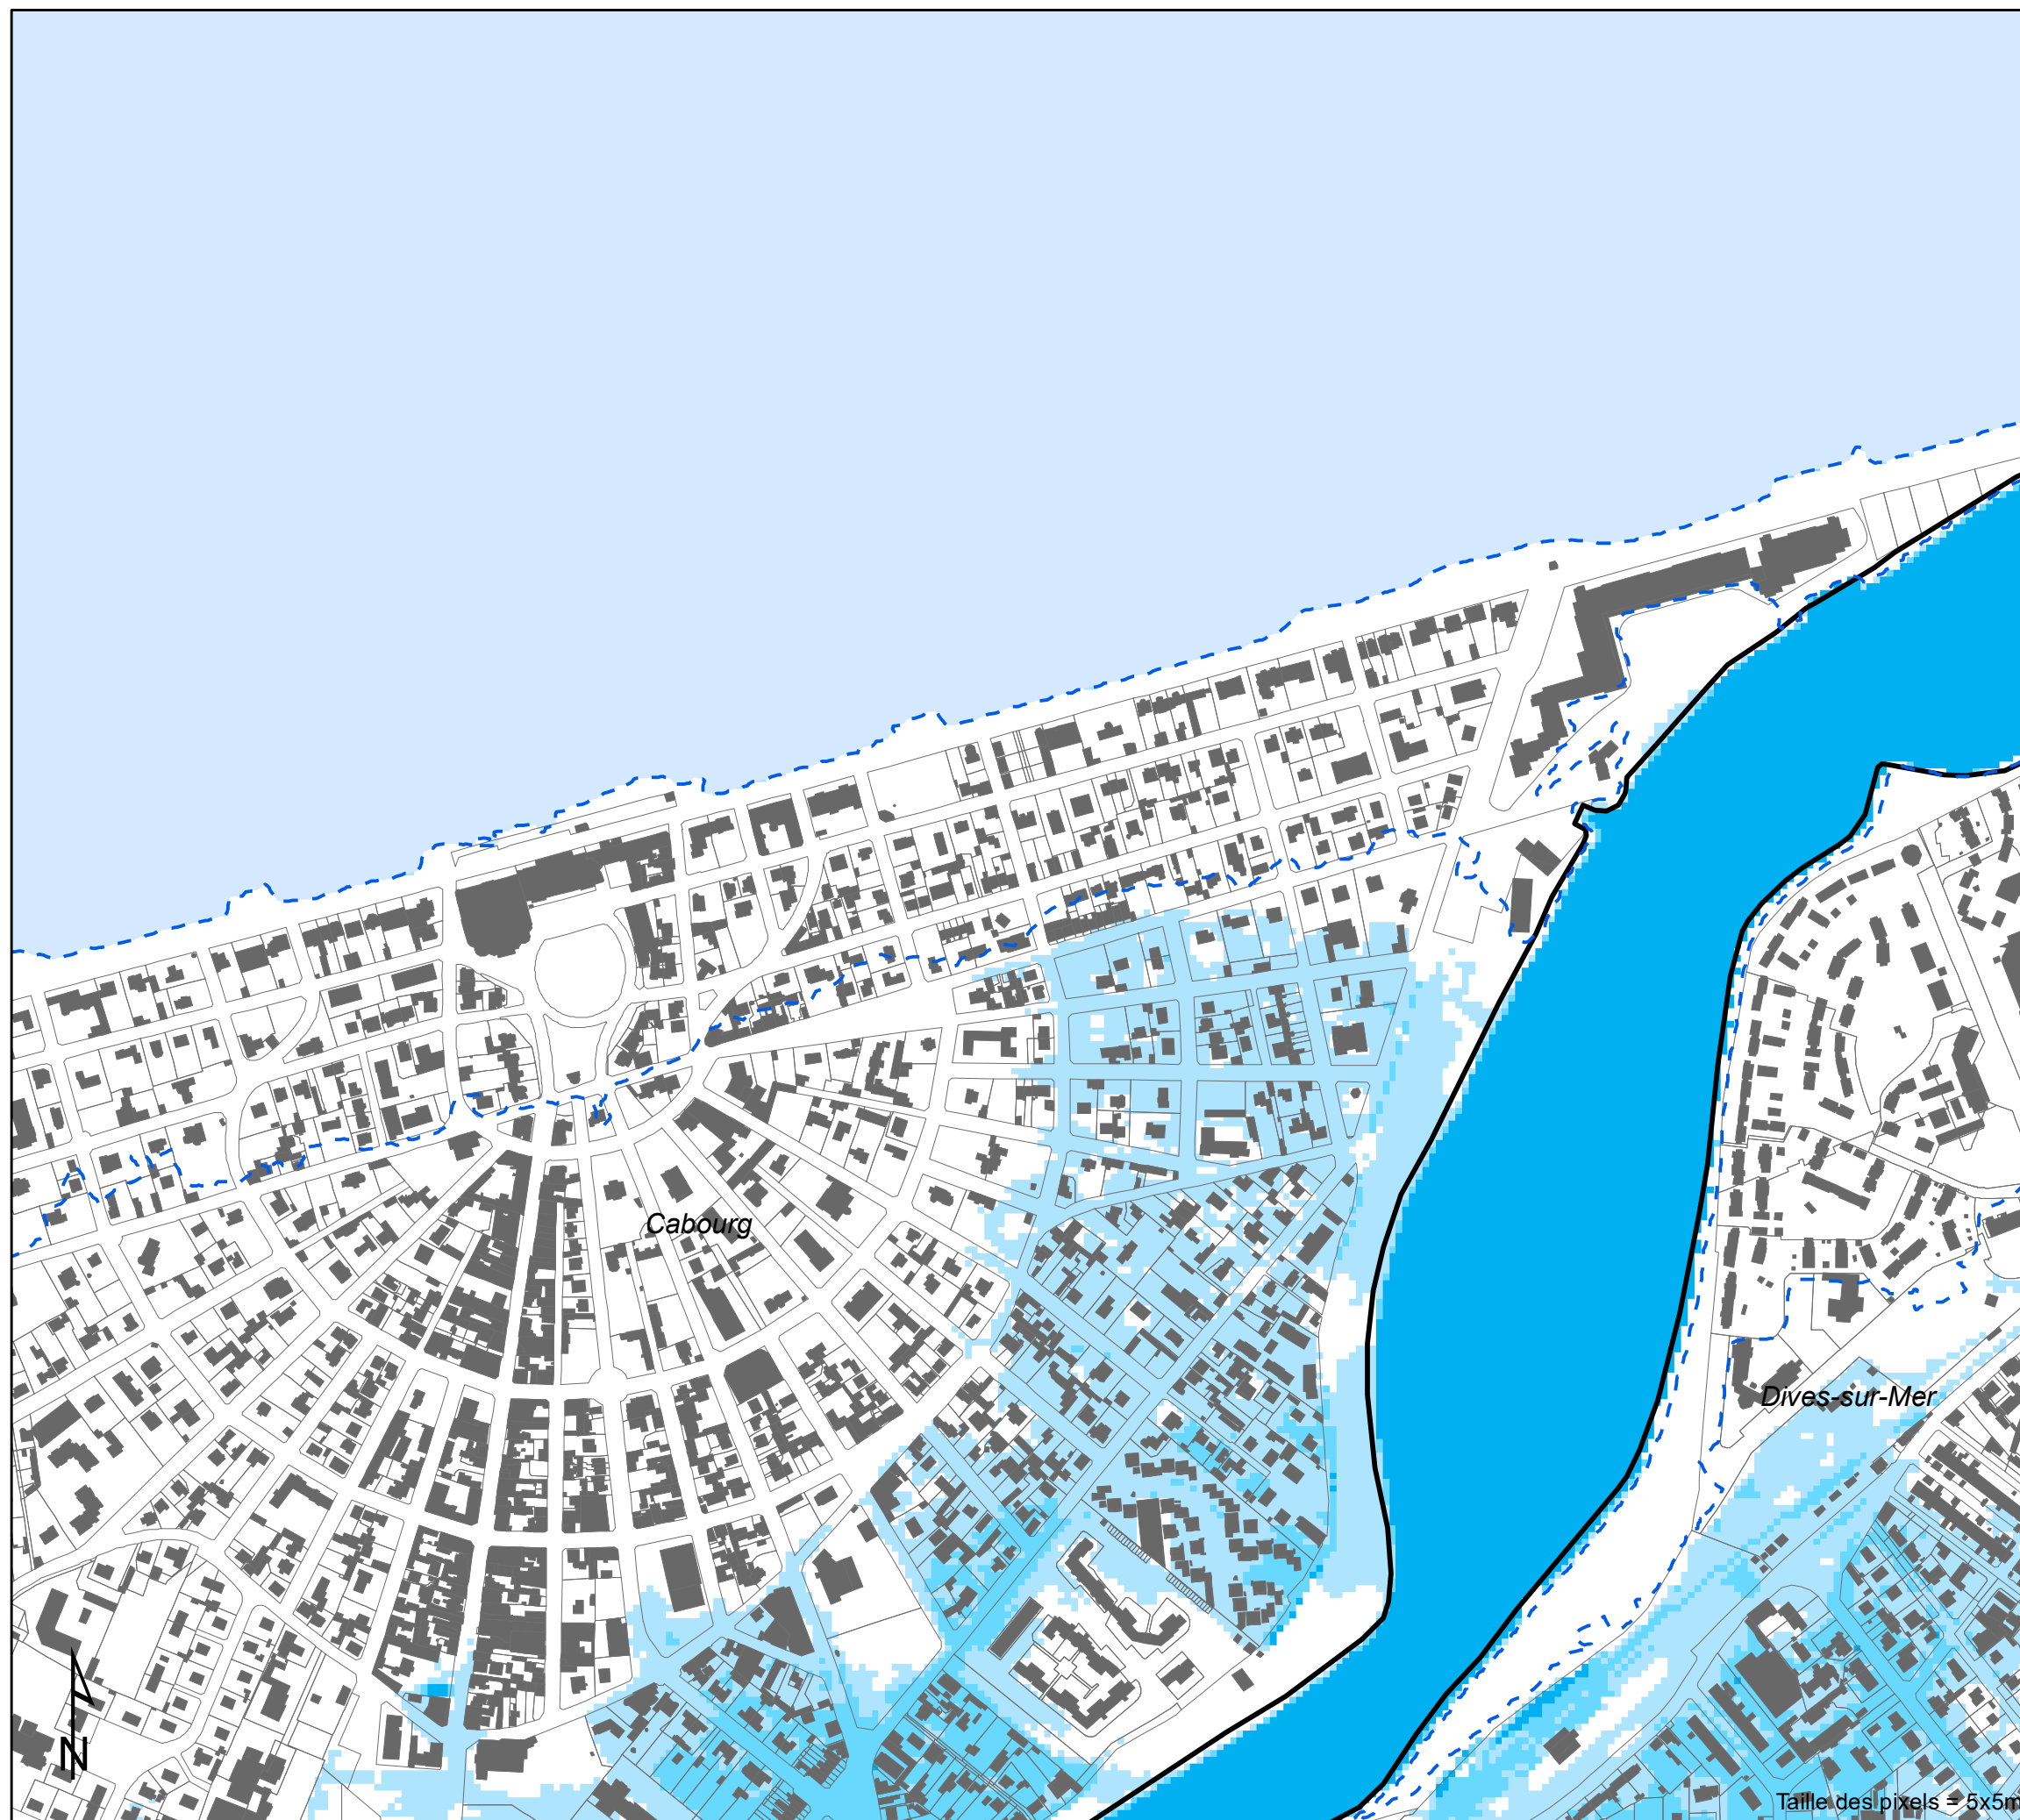 Cabourg
Dives-sur-Mer
N
Taille des pixels = 5x5m